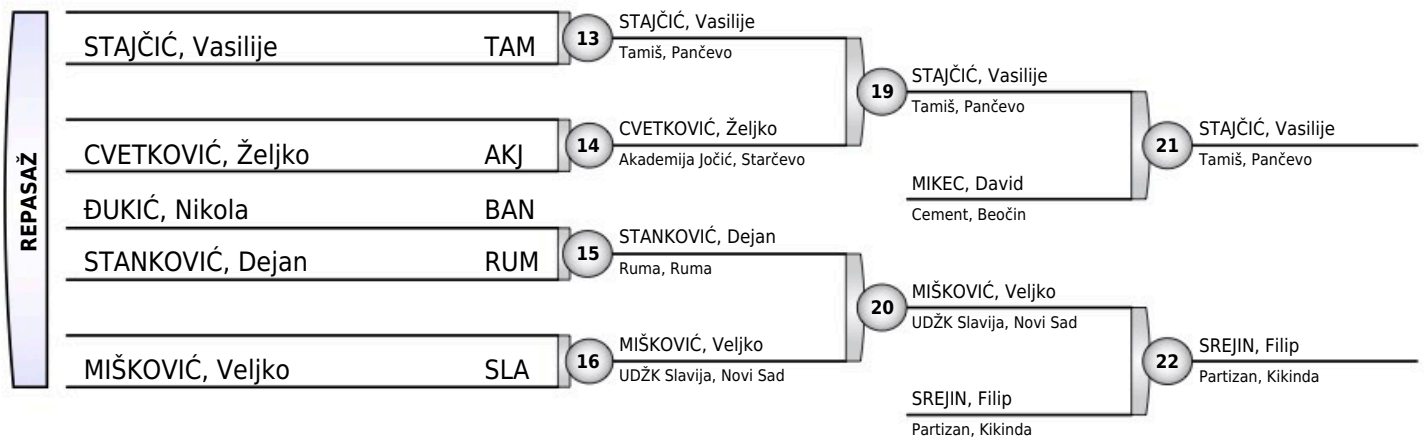 REPASAŽ
STAJČIĆ, Vasilije TAM
CVETKOVIĆ, Željko AKJ
ĐUKIĆ, Nikola BAN
STANKOVIĆ, Dejan RUM
MIŠKOVIĆ, Veljko SLA
13
STAJČIĆ, Vasilije
Tamiš, Pančevo
14
CVETKOVIĆ, Željko
Akademija Jočić, Starčevo
15
STANKOVIĆ, Dejan
Ruma, Ruma
16
MIŠKOVIĆ, Veljko
UDŽK Slavija, Novi Sad
19
STAJČIĆ, Vasilije
Tamiš, Pančevo
MIKEC, David
Cement, Beočin
20
MIŠKOVIĆ, Veljko
UDŽK Slavija, Novi Sad
SREJIN, Filip
Partizan, Kikinda
21
STAJČIĆ, Vasilije
Tamiš, Pančevo
22
SREJIN, Filip
Partizan, Kikinda